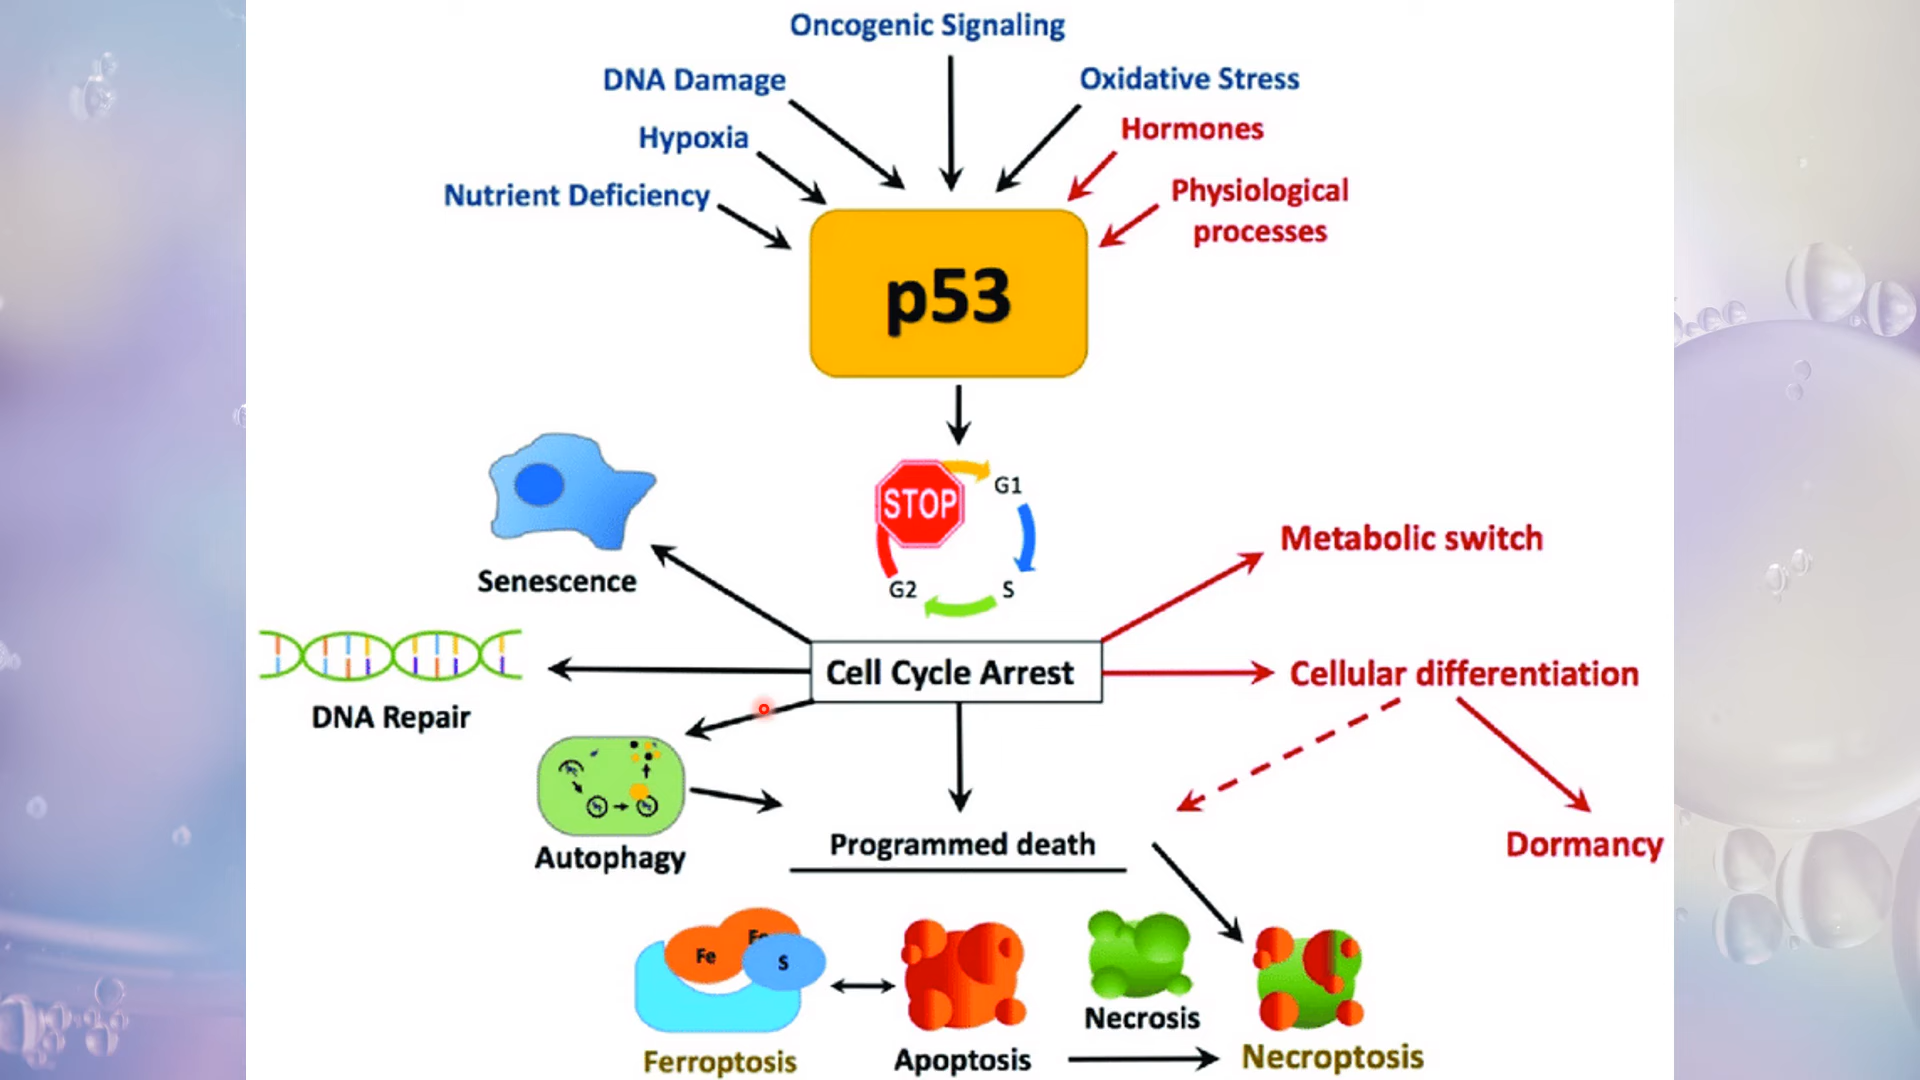 Oncogenic Signaling
DNA Damage
Oxidative Stress
Hypoxia
Hormones
Nutrient Deficiency
Physiological
processes
p53
STOP
G1
G2
S
Metabolic switch
Senescence
Cell Cycle Arrest
Cellular differentiation
DNA Repair
Autophagy
Programmed death
Dormancy
Fe
Fe
S
Necrosis
Ferroptosis
Apoptosis
Necroptosis